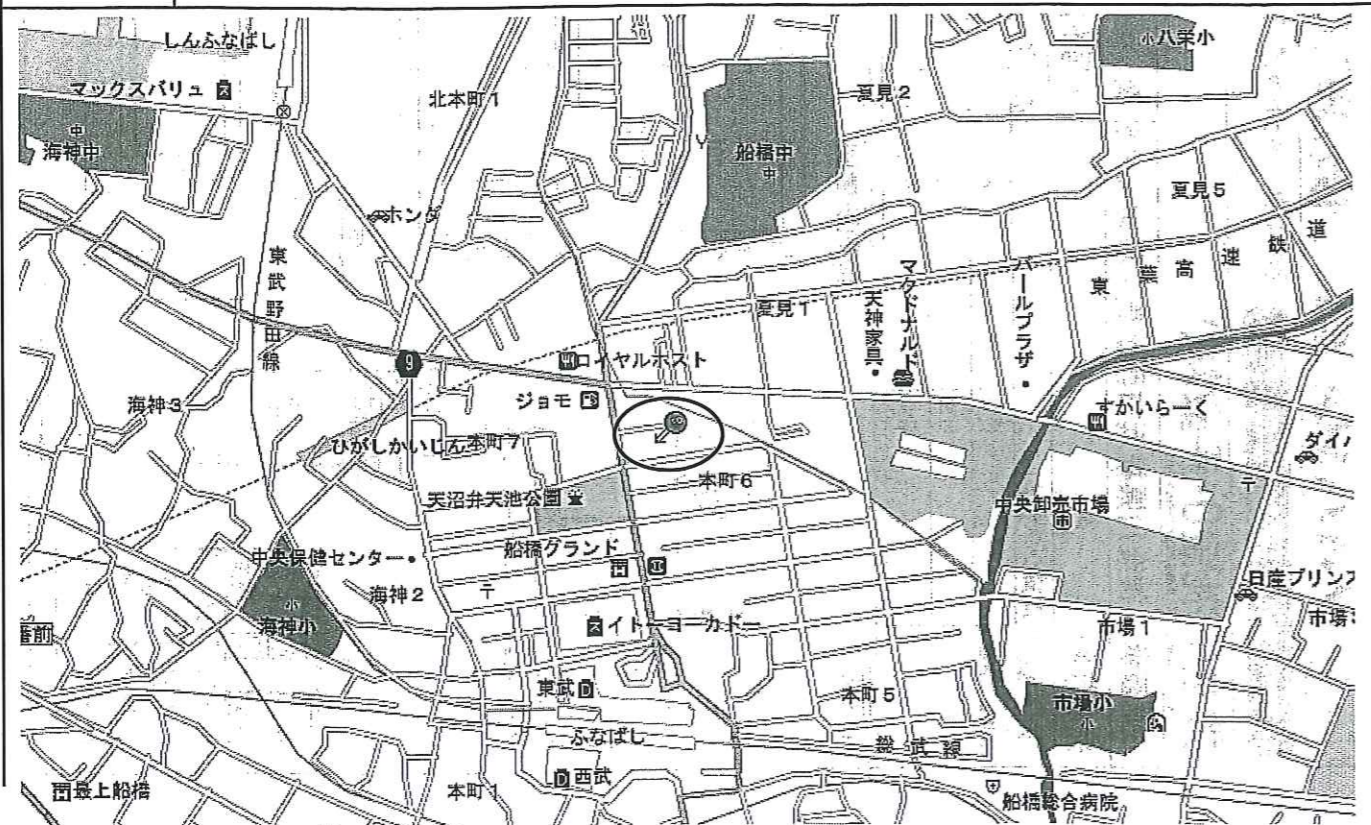 しんふなばし
小八栄小
マックスバリュ
北本町1
夏見2
中
海神中
船橋中
中
夏見5
ホンダ
東武野田線
東葉高速鉄道
マクドナルド
天神家具・
パールプラザ・
夏見1
9
ロイヤルホスト
ジョモ
海神3
すかいらーく
ひがしかいじん
本町7
本町6
天沼弁天池公園
中央卸売市場
市
〒
船橋グランド
中央保健センター・
海神2
〒
小
海神小
イトーヨーカドー
日産プリンス
市場1
東武 D
本町5
市場小
小
ふなばし
総武線
最上船橋
本町1
D 西武
船橋総合病院